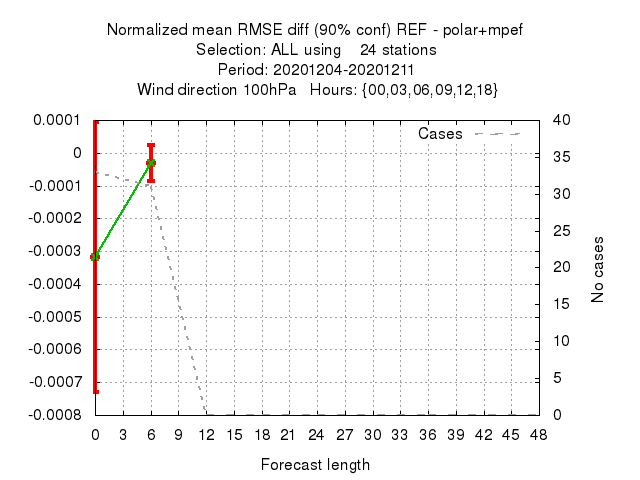 Normalized mean RMSE diff (90% conf) REF - polar+mpef
Selection: ALL using    24 stations
Period: 20201204-20201211
Wind direction 100hPa   Hours: {00,03,06,09,12,18}
Cases
0.0001
0
-0.0001
-0.0002
-0.0003
-0.0004
-0.0005
-0.0006
-0.0007
-0.0008
40
35
30
25
20
15
10
5
0
No cases
0 3 6 9 12 15 18 21 24 27 30 33 36 39 42 45 48
Forecast length